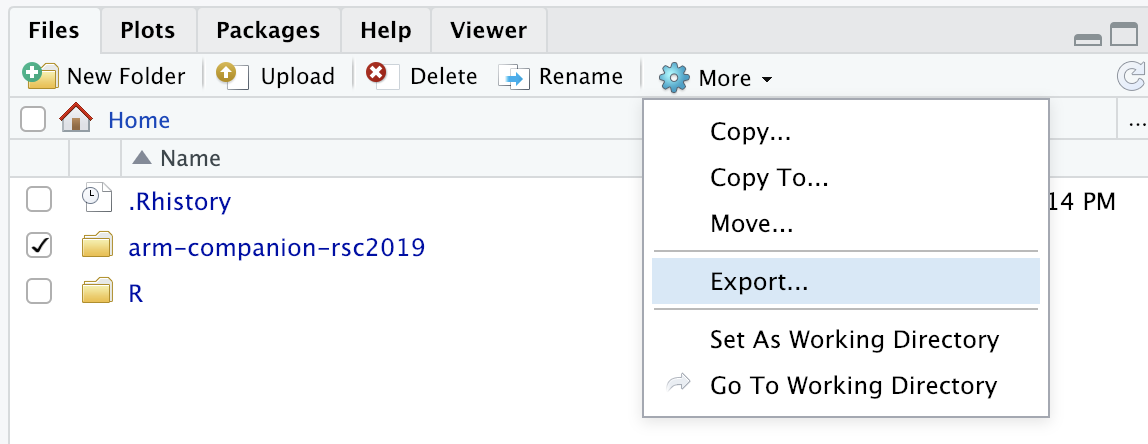 Files Plots Packages Help Viewer
New Folder Upload Delete Rename More
Home ...
Name
Copy...
Copy To...
.Rhistory 14 PM
Move...
arm-companion-rsc2019
Export...
R
Set As Working Directory
Go To Working Directory